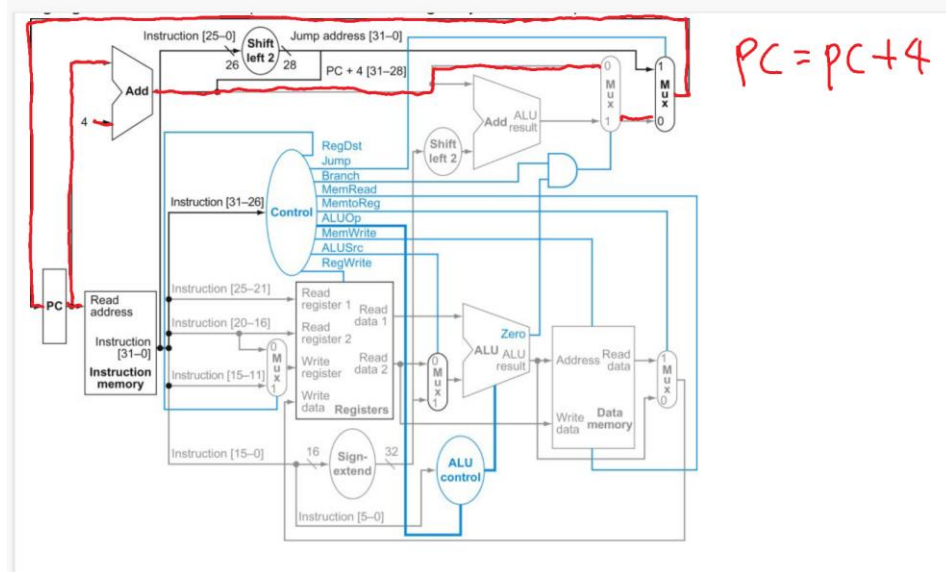 Instruction [25–0]
Jump address [31–0]
Shift
left 2
26
28
PC + 4 [31–28]
PC = PC + 4
Add
4
0
M
u
x
1
1
M
u
x
0
Add
ALU
result
Shift
left 2
RegDst
Jump
Branch
MemRead
MemtoReg
ALUOp
MemWrite
ALUSrc
RegWrite
Instruction [31–26]
Control
PC
Read
address
Instruction
[31–0]
Instruction
memory
Instruction [25–21]
Instruction [20–16]
Instruction [15–11]
0
M
u
x
1
Read
register 1
Read
register 2
Write
register
Write
data
Read
data 1
Read
data 2
Registers
0
M
u
x
1
Zero
ALU
ALU
result
Address
Read
data
Write
data
Data
memory
1
M
u
x
0
Instruction [15–0]
16
Sign-
extend
32
ALU
control
Instruction [5–0]